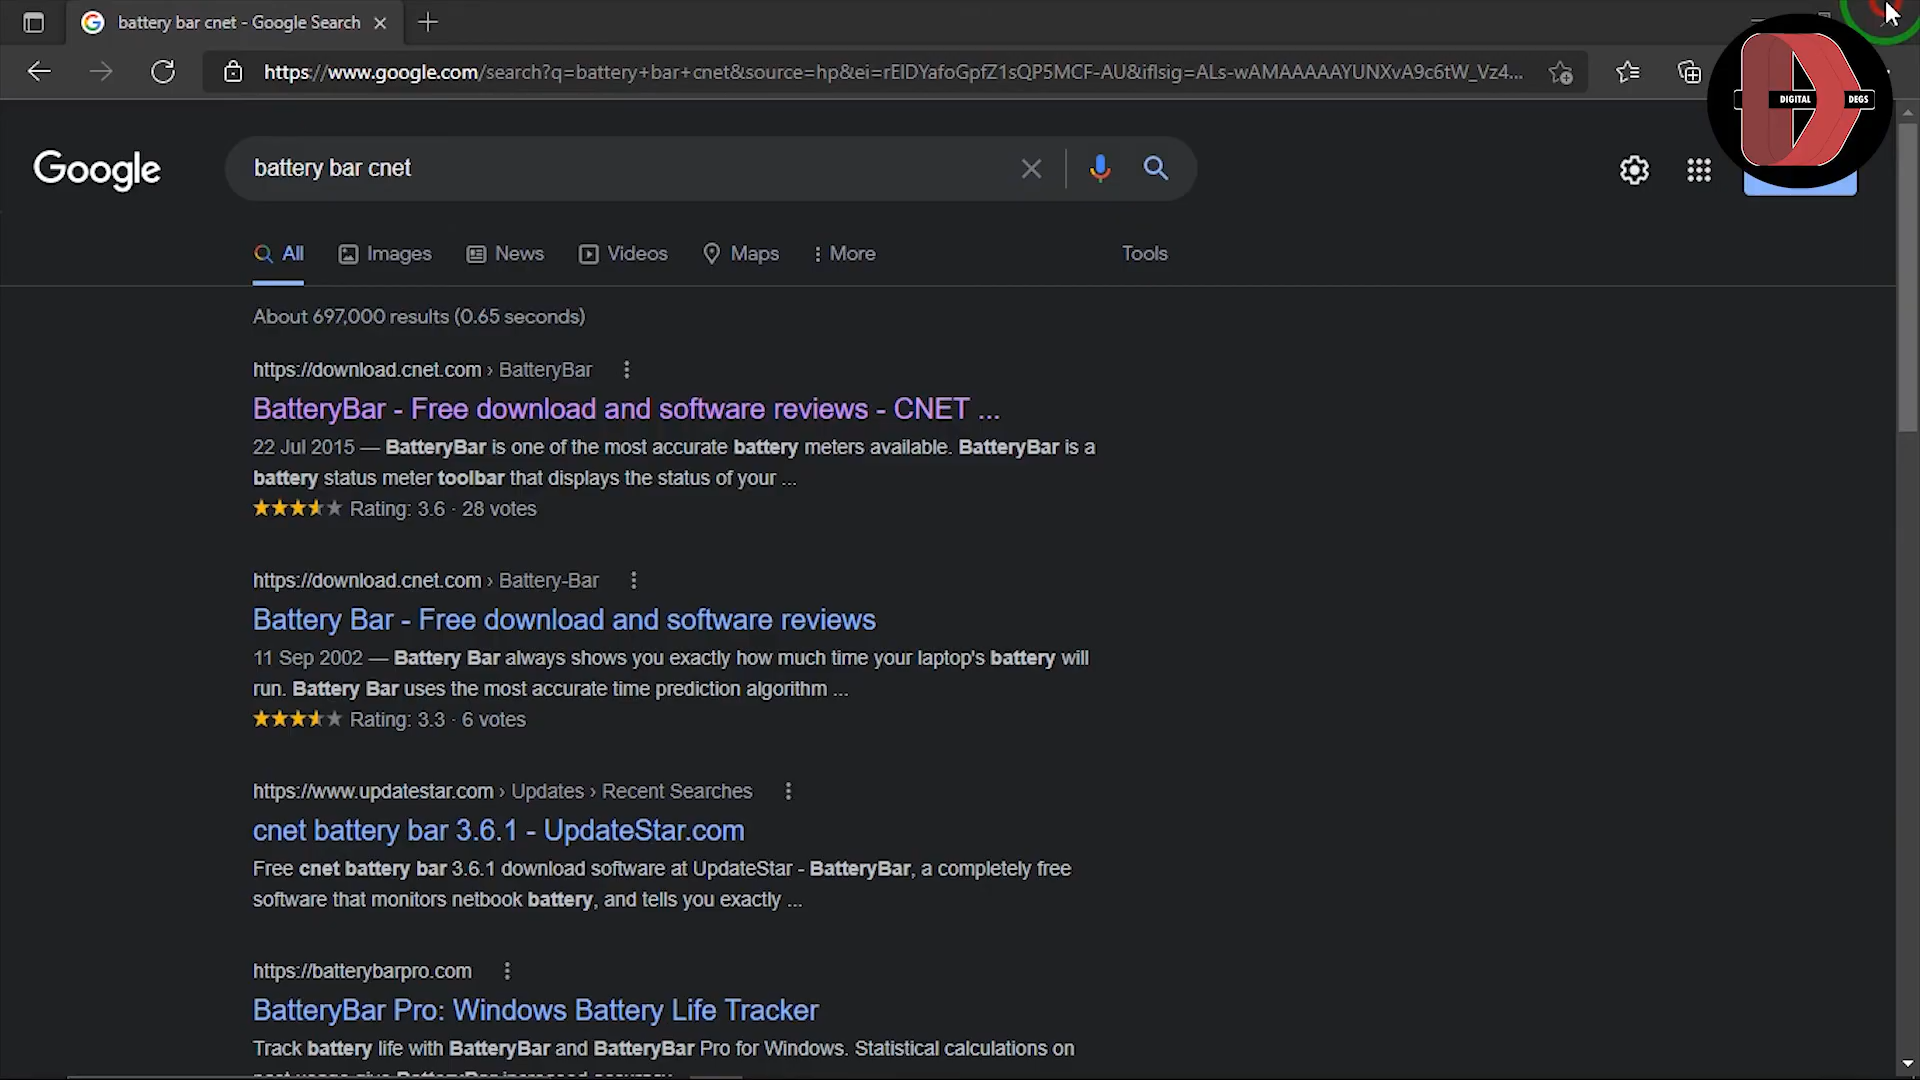 battery bar cnet - Google Search
https://www.google.com/search?q=battery+bar+cnet&source=hp&ei=rEIDYafoGpfZ1sQP5MCF-AU&iflsig=ALs-wAMAAAAAYUNXvA9c6tW_Vz4...
DIGITAL DEGS
Google
battery bar cnet
All Images News Videos Maps More Tools
About 697,000 results (0.65 seconds)
https://download.cnet.com › BatteryBar
BatteryBar - Free download and software reviews - CNET ...
22 Jul 2015 — BatteryBar is one of the most accurate battery meters available. BatteryBar is a
battery status meter toolbar that displays the status of your ...
Rating: 3.6 · 28 votes
https://download.cnet.com › Battery-Bar
Battery Bar - Free download and software reviews
11 Sep 2002 — Battery Bar always shows you exactly how much time your laptop's battery will
run. Battery Bar uses the most accurate time prediction algorithm ...
Rating: 3.3 · 6 votes
https://www.updatestar.com › Updates › Recent Searches
cnet battery bar 3.6.1 - UpdateStar.com
Free cnet battery bar 3.6.1 download software at UpdateStar - BatteryBar, a completely free
software that monitors netbook battery, and tells you exactly ...
https://batterybarpro.com
BatteryBar Pro: Windows Battery Life Tracker
Track battery life with BatteryBar and BatteryBar Pro for Windows. Statistical calculations on